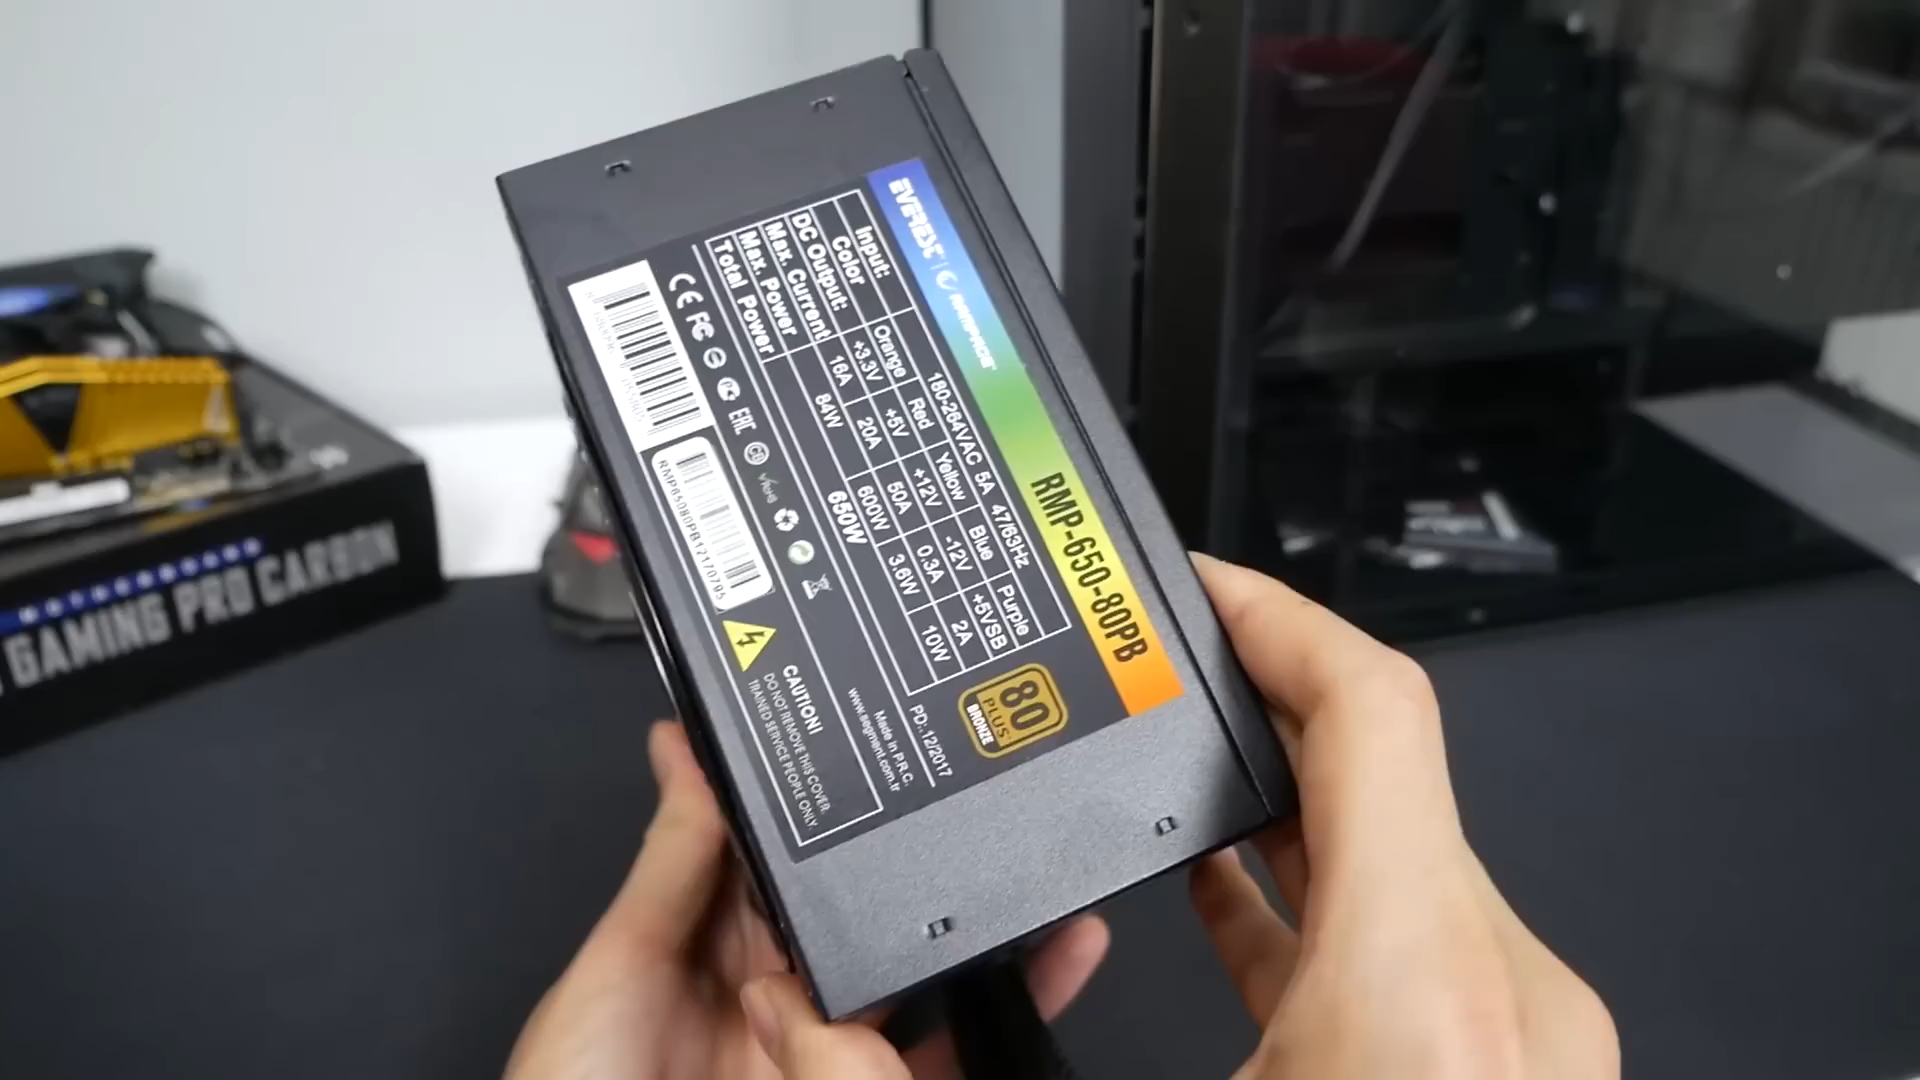 EVEREST | RAMPAGE
RMP-650-80PB
Input: 180-264VAC 5A 47/63Hz
Color Orange Red Yellow Blue Purple
DC Output: +3.3V +5V +12V -12V +5VSB
Max. Current 16A 20A 50A 0.3A 2A
Max. Power 84W 600W 3.6W 10W
Total Power 650W
80
PLUS
BRONZE
PD:.12/2017
Made in P.R.C.
www.segment.com.tr
CE FC EAC CB
RMP65080PB17170795
CAUTION!
DO NOT REMOVE THIS COVER.
TRAINED SERVICE PEOPLE ONLY.
MOTHERBOARD
GAMING PRO CARBON